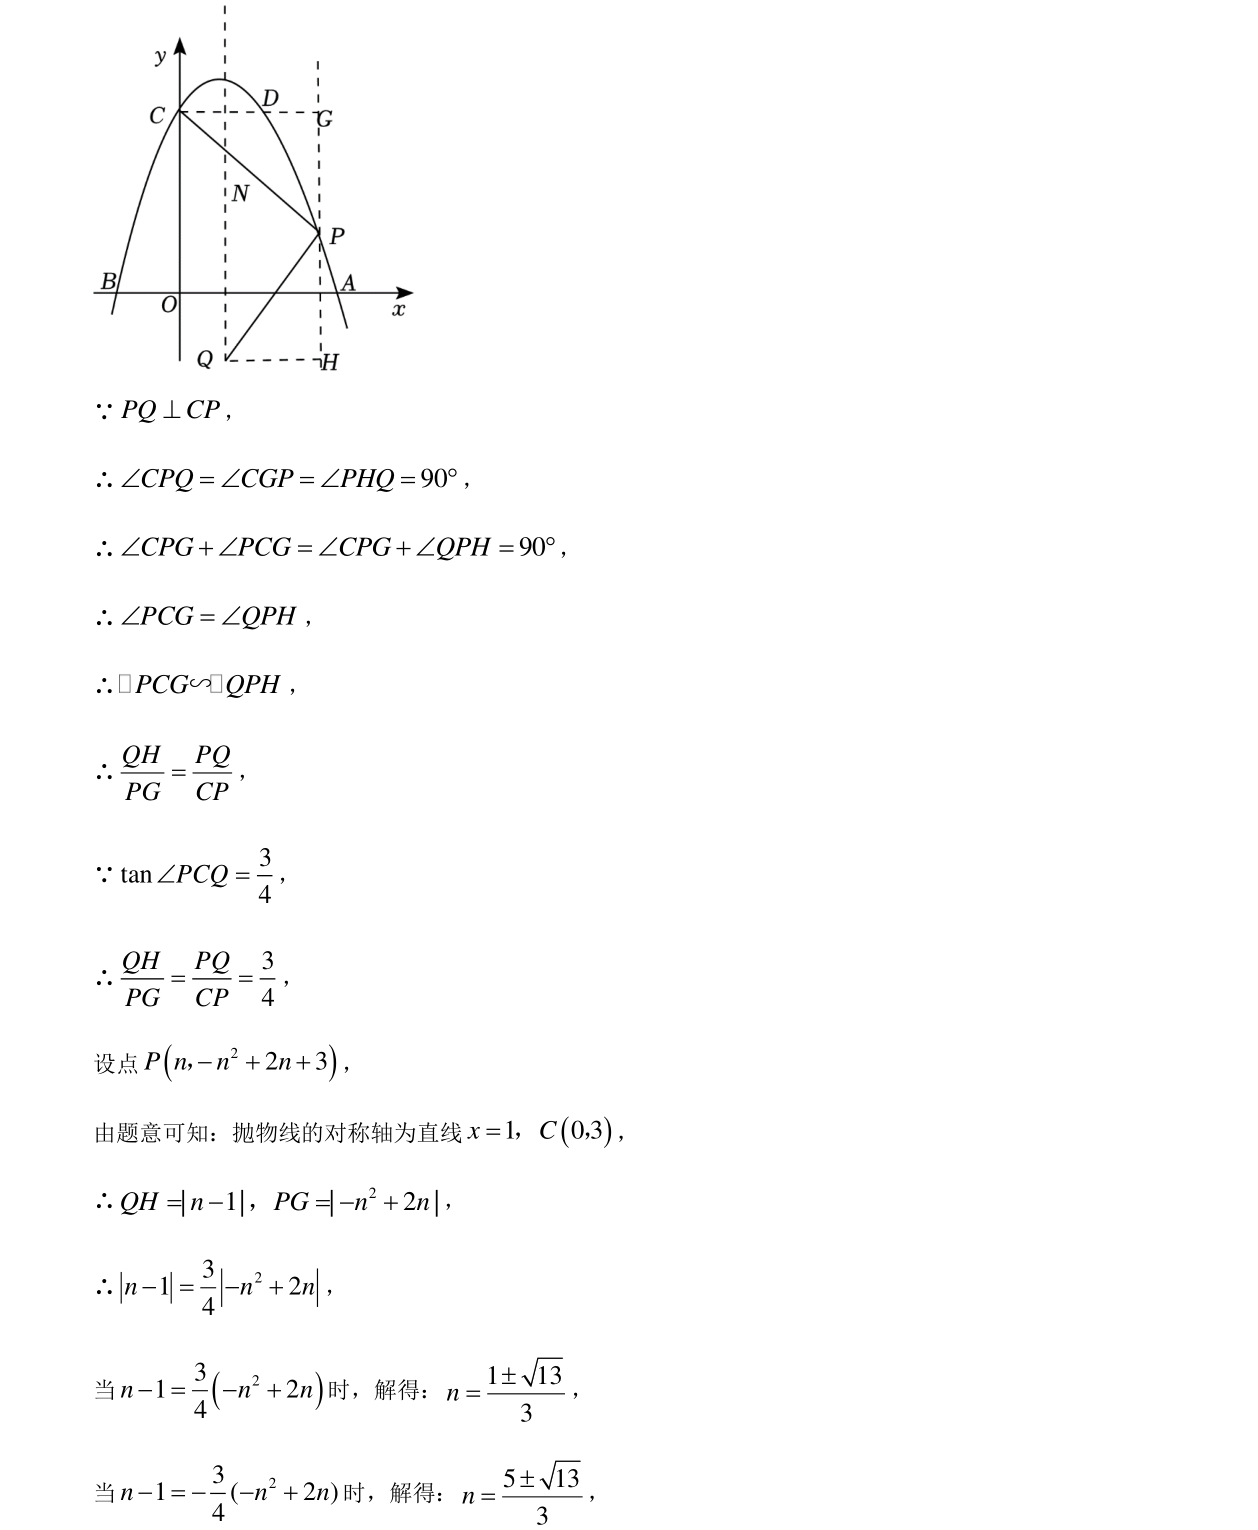 y
C
D
G
N
P
B
A
O
x
Q
H
∵ PQ⊥CP，
∴ ∠CPQ=∠CGP=∠PHQ=90°，
∴ ∠CPG+∠PCG=∠CPG+∠QPH=90°，
∴ ∠PCG=∠QPH，
∴ □PCG∽□QPH，
∴ QH/PG=PQ/CP，
∵ tan∠PCQ=3/4，
∴ QH/PG=PQ/CP=3/4，
设点P(n，−n²+2n+3)，
由题意可知：抛物线的对称轴为直线x=1，C(0，3)，
∴ QH=|n−1|，PG=|−n²+2n|，
∴ |n−1|=3/4|−n²+2n|，
当n−1=3/4(−n²+2n)时，解得：n=(1±√13)/3，
当n−1=−3/4(−n²+2n)时，解得：n=(5±√13)/3，